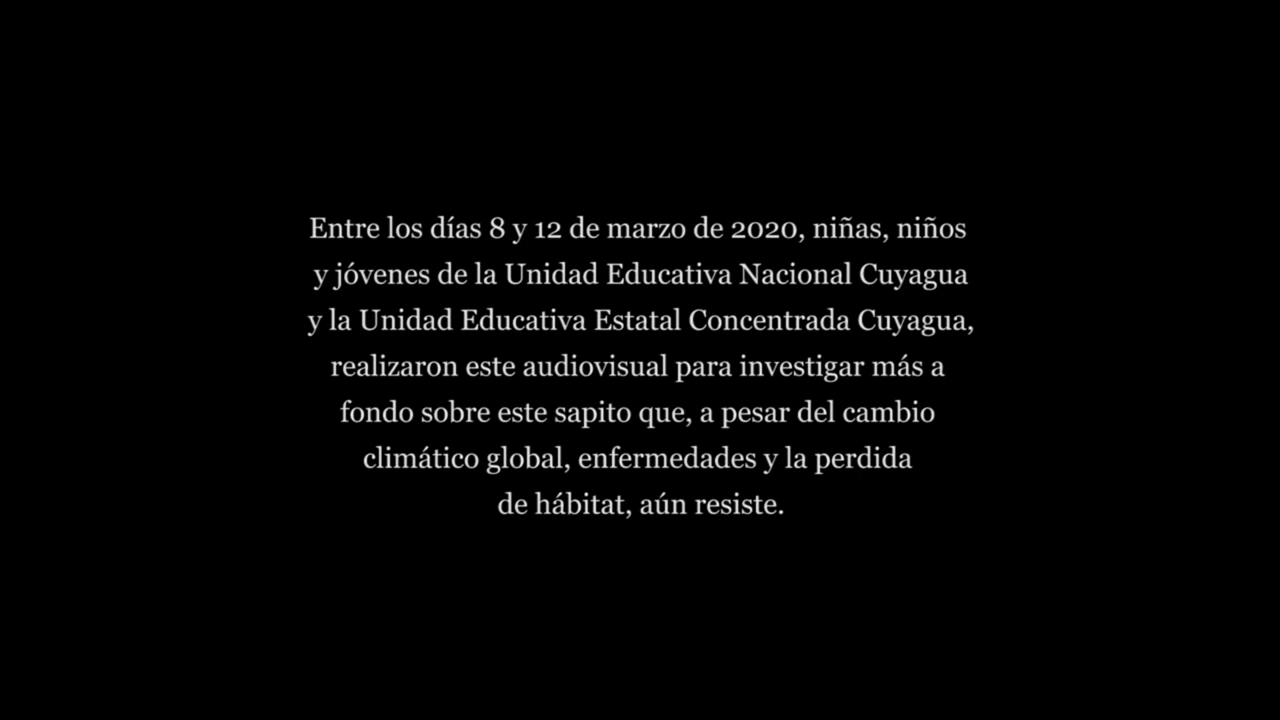 Entre los días 8 y 12 de marzo de 2020, niñas, niños
y jóvenes de la Unidad Educativa Nacional Cuyagua
y la Unidad Educativa Estatal Concentrada Cuyagua,
realizaron este audiovisual para investigar más a
fondo sobre este sapito que, a pesar del cambio
climático global, enfermedades y la perdida
de hábitat, aún resiste.